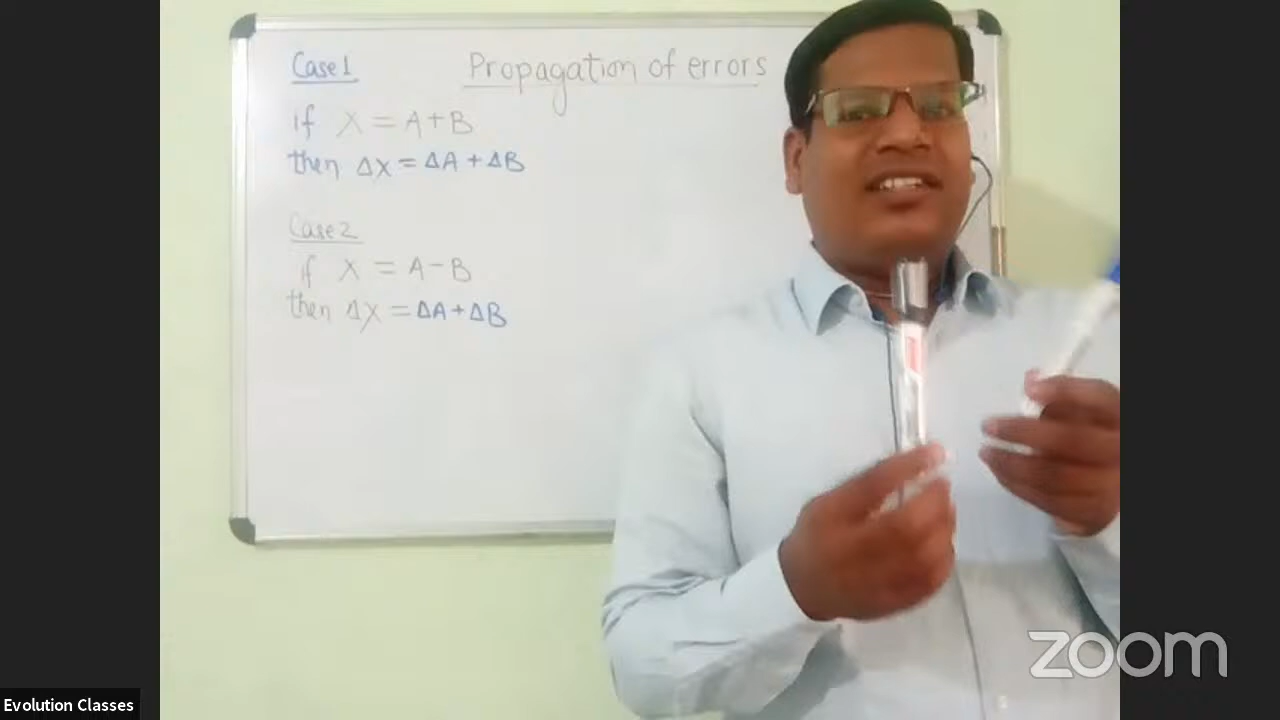 Case 1
Propagation of errors
if X = A + B
then ΔX = ΔA + ΔB
Case 2
if X = A - B
then ΔX = ΔA + ΔB
zoom
Evolution Classes